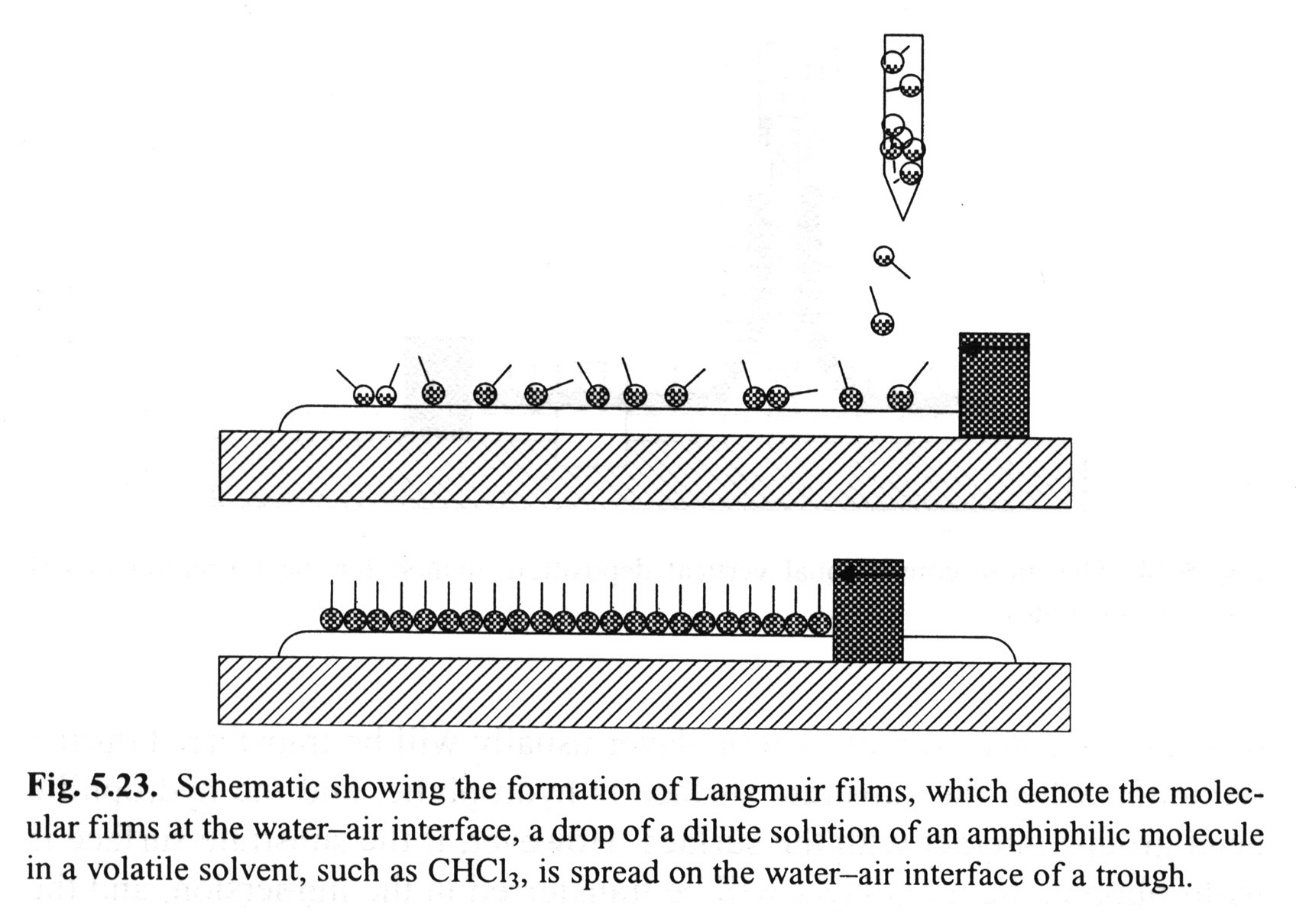 Fig. 5.23. Schematic showing the formation of Langmuir films, which denote the molec-
ular films at the water–air interface, a drop of a dilute solution of an amphiphilic molecule
in a volatile solvent, such as CHCl₃, is spread on the water–air interface of a trough.